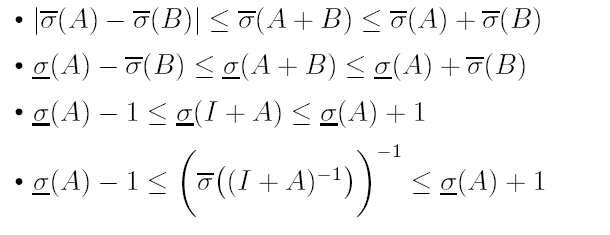 • |σ̅(A) − σ̅(B)| ≤ σ̅(A + B) ≤ σ̅(A) + σ̅(B)
• σ̲(A) − σ̅(B) ≤ σ̲(A + B) ≤ σ̲(A) + σ̅(B)
• σ̲(A) − 1 ≤ σ̲(I + A) ≤ σ̲(A) + 1
• σ̲(A) − 1 ≤ (σ̅((I + A)⁻¹))⁻¹ ≤ σ̲(A) + 1